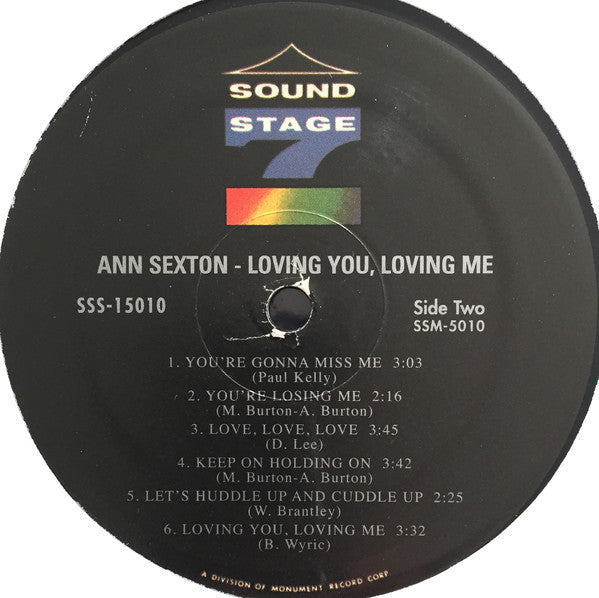 SOUND
STAGE
7
ANN SEXTON - LOVING YOU, LOVING ME
SSS-15010
Side Two
SSM-5010
1. YOU'RE GONNA MISS ME 3:03
(Paul Kelly)
2. YOU'RE LOSING ME 2:16
(M. Burton-A. Burton)
3. LOVE, LOVE, LOVE 3:45
(D. Lee)
4. KEEP ON HOLDING ON 3:42
(M. Burton-A. Burton)
5. LET'S HUDDLE UP AND CUDDLE UP 2:25
(W. Brantley)
6. LOVING YOU, LOVING ME 3:32
(B. Wyric)
A DIVISION OF MONUMENT RECORD CORP.